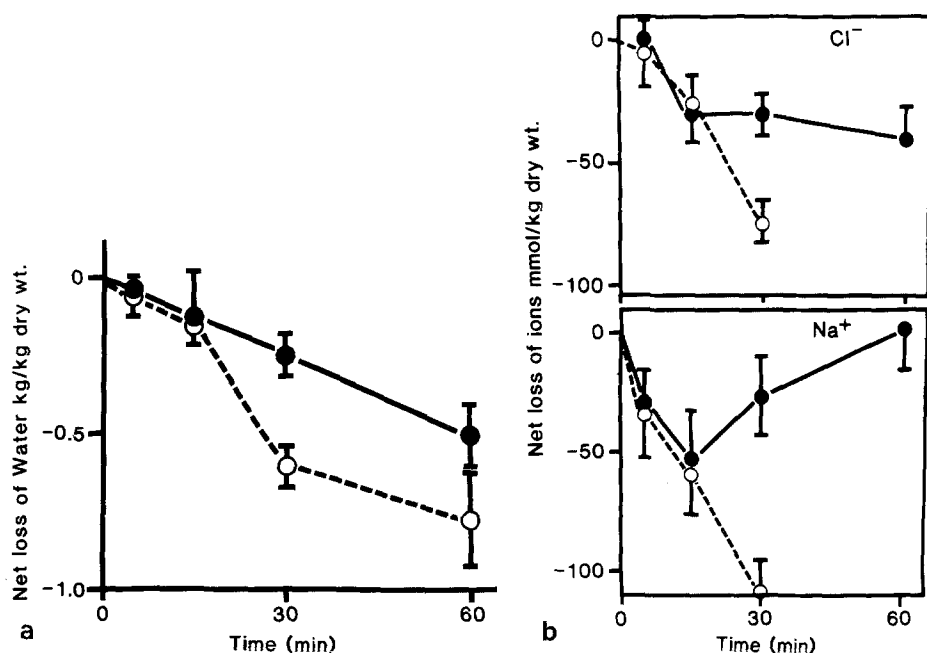 Net loss of Water kg/kg dry wt.
0
-0.5
-1.0
0 30 60
Time (min)
a
Net loss of ions mmol/kg dry wt.
Cl⁻
0
-50
-100
Na⁺
0
-50
-100
0 30 60
Time (min)
b